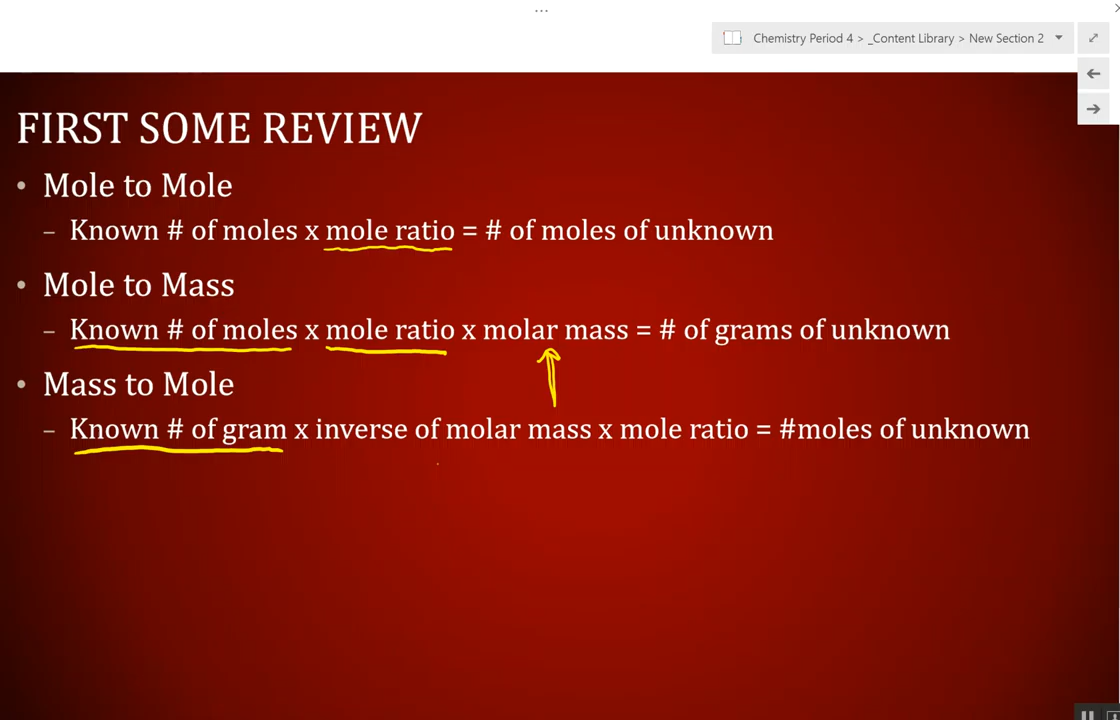 ...
Chemistry Period 4 > _Content Library > New Section 2
FIRST SOME REVIEW
• Mole to Mole
– Known # of moles x mole ratio = # of moles of unknown
• Mole to Mass
– Known # of moles x mole ratio x molar mass = # of grams of unknown
• Mass to Mole
– Known # of gram x inverse of molar mass x mole ratio = #moles of unknown